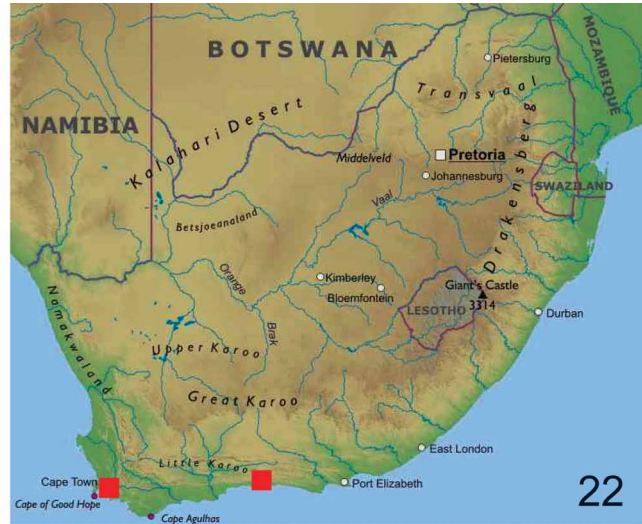 BOTSWANA
MOZAMBIQUE
Pietersburg
Transvaal
NAMIBIA
Kalahari Desert
Middelveld
Pretoria
Johannesburg
Drakensberg
SWAZILAND
Vaal
Betsjoeanaland
Orange
Kimberley
Bloemfontein
Giant's Castle
3314
LESOTHO
Durban
Namakwaland
Brak
Upper Karoo
Great Karoo
East London
Little Karoo
Cape Town
Port Elizabeth
Cape of Good Hope
Cape Agulhas
22